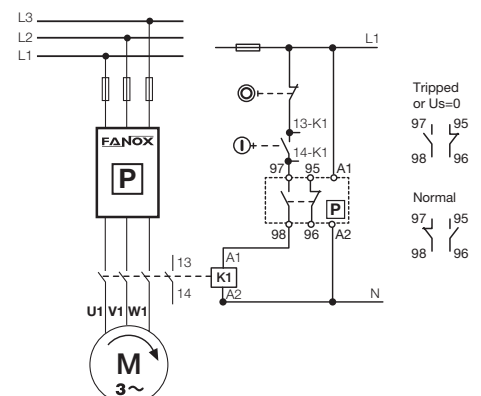 L3
L2
L1
FANOX
P
13
14
U1 V1 W1
M
3~
L1
13-K1
14-K1
97 95 A1
P
98 96 A2
A1
K1
A2
N
Tripped
or Us=0
97 95
98 96
Normal
97 95
98 96